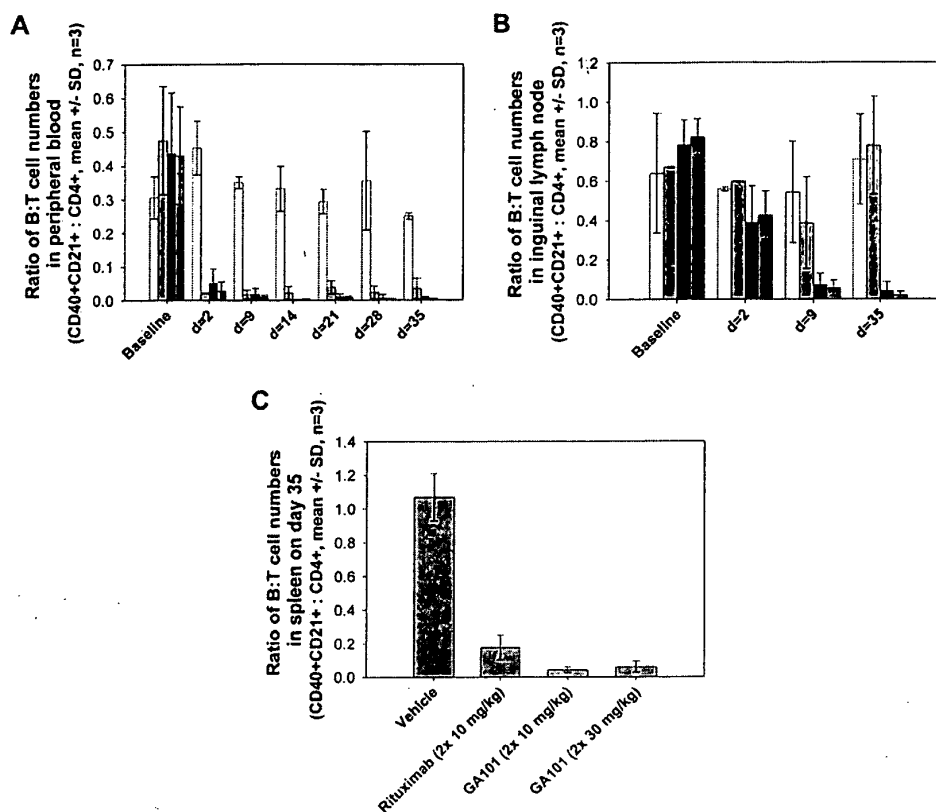 A
Ratio of B:T cell numbers
in peripheral blood
(CD40+CD21+ : CD4+, mean +/- SD, n=3)
0.7
0.6
0.5
0.4
0.3
0.2
0.1
0.0
Baseline
d=2
d=9
d=14
d=21
d=28
d=35
B
Ratio of B:T cell numbers
in inguinal lymph node
(CD40+CD21+ : CD4+, mean +/- SD, n=3)
1.2
1.0
0.8
0.6
0.4
0.2
0.0
Baseline
d=2
d=9
d=35
C
Ratio of B:T cell numbers
in spleen on day 35
(CD40+CD21+ : CD4+, mean +/- SD, n=3)
1.4
1.2
1.0
0.8
0.6
0.4
0.2
0.0
Vehicle
Rituximab (2x 10 mg/kg)
GA101 (2x 10 mg/kg)
GA101 (2x 30 mg/kg)